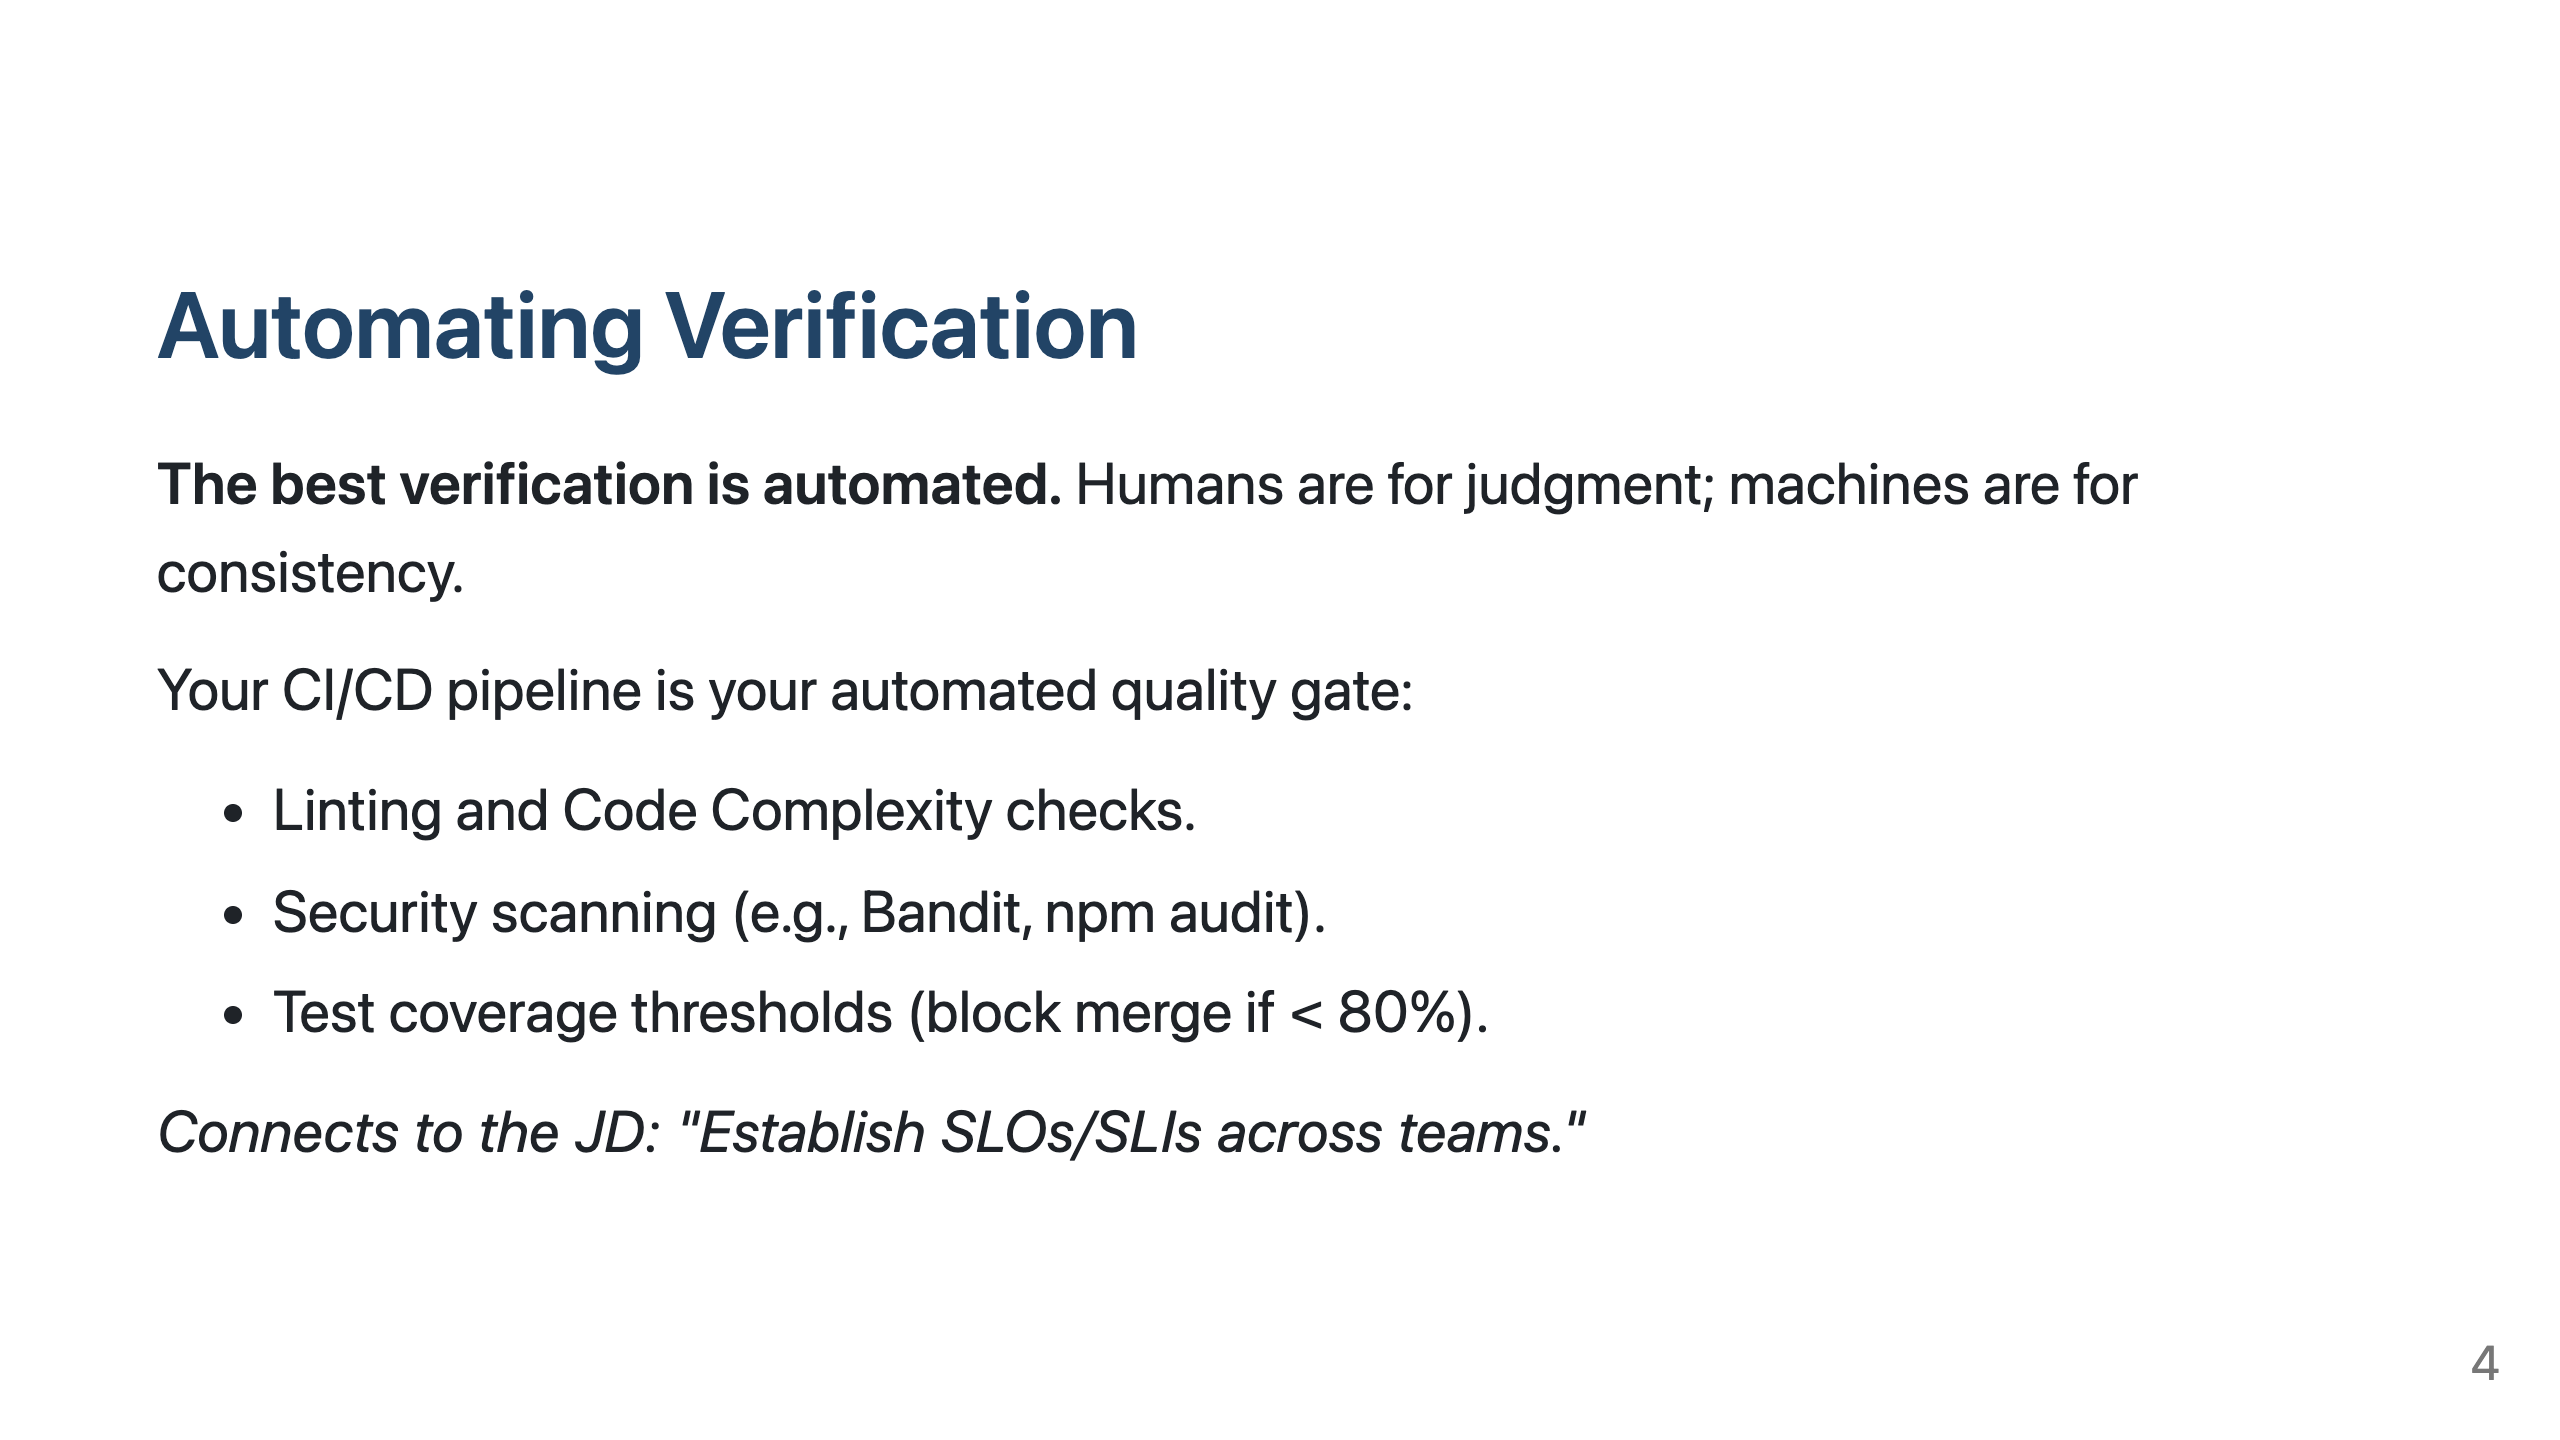 Automating Verification
The best verification is automated. Humans are for judgment; machines are for
consistency.
Your CI/CD pipeline is your automated quality gate:
• Linting and Code Complexity checks.
• Security scanning (e.g., Bandit, npm audit).
• Test coverage thresholds (block merge if < 80%).
Connects to the JD: "Establish SLOs/SLIs across teams."
4